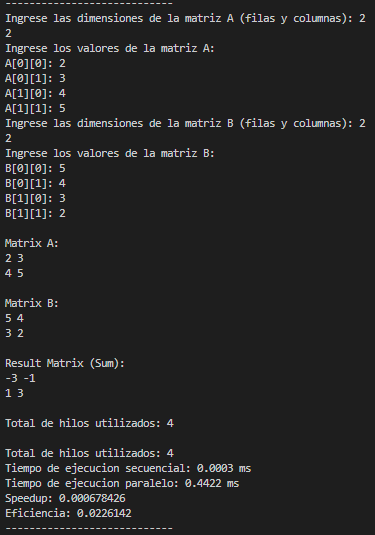 ----------------------------
Ingrese las dimensiones de la matriz A (filas y columnas): 2
2
Ingrese los valores de la matriz A:
A[0][0]: 2
A[0][1]: 3
A[1][0]: 4
A[1][1]: 5
Ingrese las dimensiones de la matriz B (filas y columnas): 2
2
Ingrese los valores de la matriz B:
B[0][0]: 5
B[0][1]: 4
B[1][0]: 3
B[1][1]: 2
Matrix A:
2 3
4 5
Matrix B:
5 4
3 2
Result Matrix (Sum):
-3 -1
1 3
Total de hilos utilizados: 4
Total de hilos utilizados: 4
Tiempo de ejecucion secuencial: 0.0003 ms
Tiempo de ejecucion paralelo: 0.4422 ms
Speedup: 0.000678426
Eficiencia: 0.0226142
----------------------------